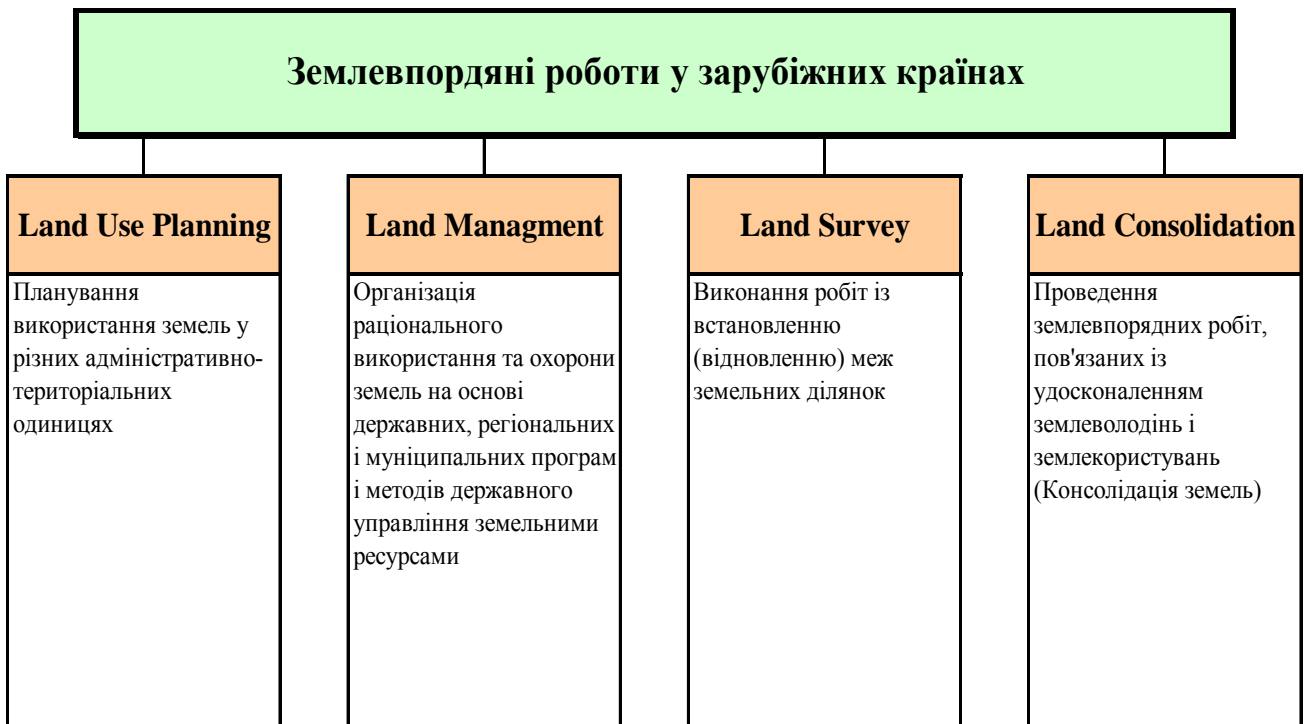 Землевпордяні роботи у зарубіжних країнах
Land Use Planning
Планування
використання земель у
різних адміністративно-
територіальних
одиницях
Land Managment
Організація
раціонального
використання та охорони
земель на основі
державних, регіональних
і муніципальних програм
і методів державного
управління земельними
ресурсами
Land Survey
Виконання робіт із
встановленню
(відновленню) меж
земельних ділянок
Land Consolidation
Проведення
землевпорядних робіт,
пов'язаних із
удосконаленням
землеволодінь і
землекористувань
(Консолідація земель)